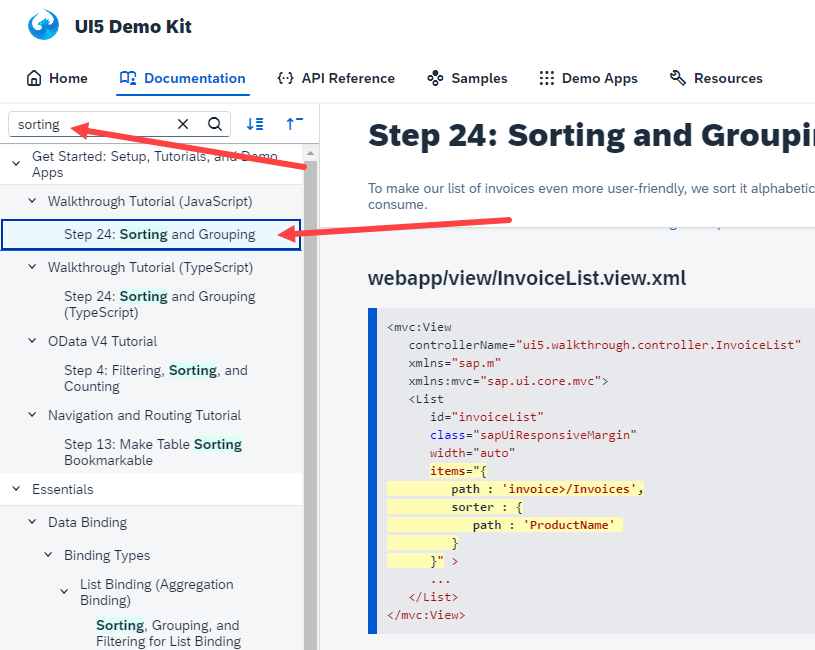 UI5 Demo Kit
Home
Documentation
API Reference
Samples
Demo Apps
Resources
sorting
Get Started: Setup, Tutorials, and Demo
Apps
Walkthrough Tutorial (JavaScript)
Step 24: Sorting and Grouping
Walkthrough Tutorial (TypeScript)
Step 24: Sorting and Grouping
(TypeScript)
OData V4 Tutorial
Step 4: Filtering, Sorting, and
Counting
Navigation and Routing Tutorial
Step 13: Make Table Sorting
Bookmarkable
Essentials
Data Binding
Binding Types
List Binding (Aggregation
Binding)
Sorting, Grouping, and
Filtering for List Binding
Step 24: Sorting and Groupi
To make our list of invoices even more user-friendly, we sort it alphabetic
consume.
webapp/view/InvoiceList.view.xml
<mvc:View
controllerName="ui5.walkthrough.controller.InvoiceList"
xmlns="sap.m"
xmlns:mvc="sap.ui.core.mvc">
<List
id="invoiceList"
class="sapUiResponsiveMargin"
width="auto"
items="{
path : 'invoice>/Invoices',
sorter : {
path : 'ProductName'
}
}" >
...
</List>
</mvc:View>